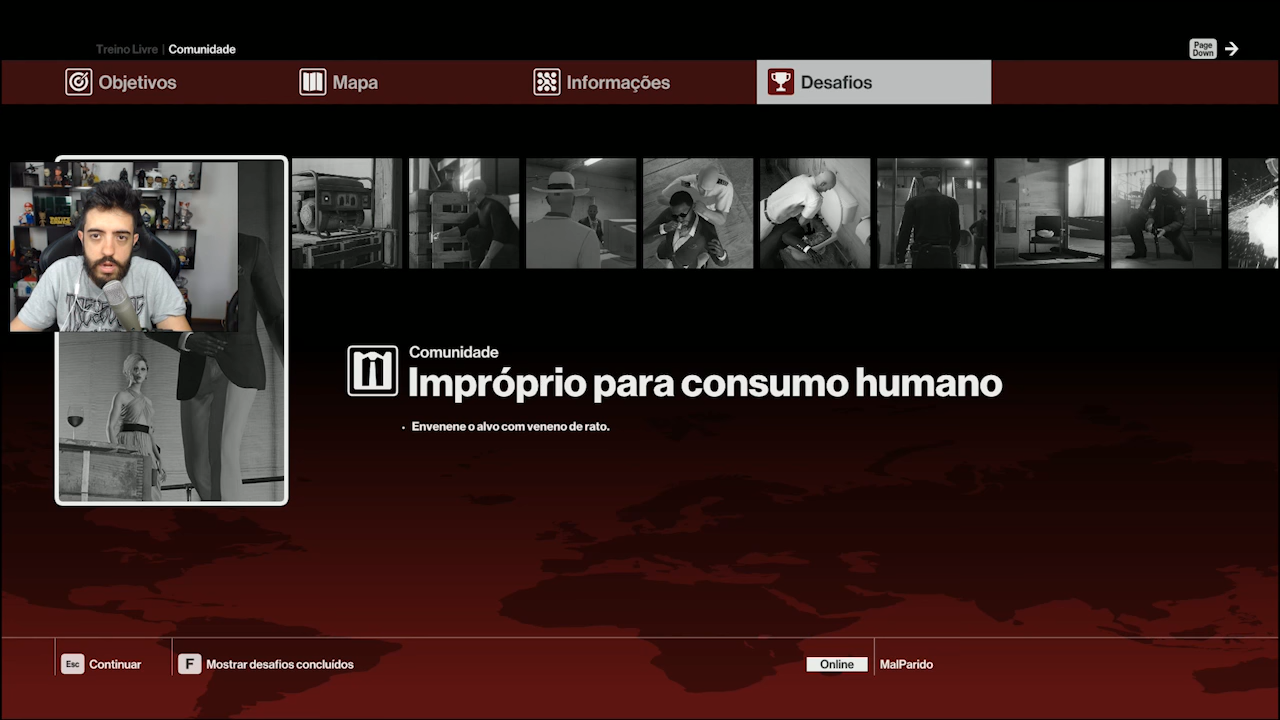 Treino Livre | Comunidade
Page Down
Objetivos
Mapa
Informações
Desafios
Comunidade
Impróprio para consumo humano
· Envenene o alvo com veneno de rato.
Esc Continuar
F Mostrar desafios concluídos
Online
MalParido